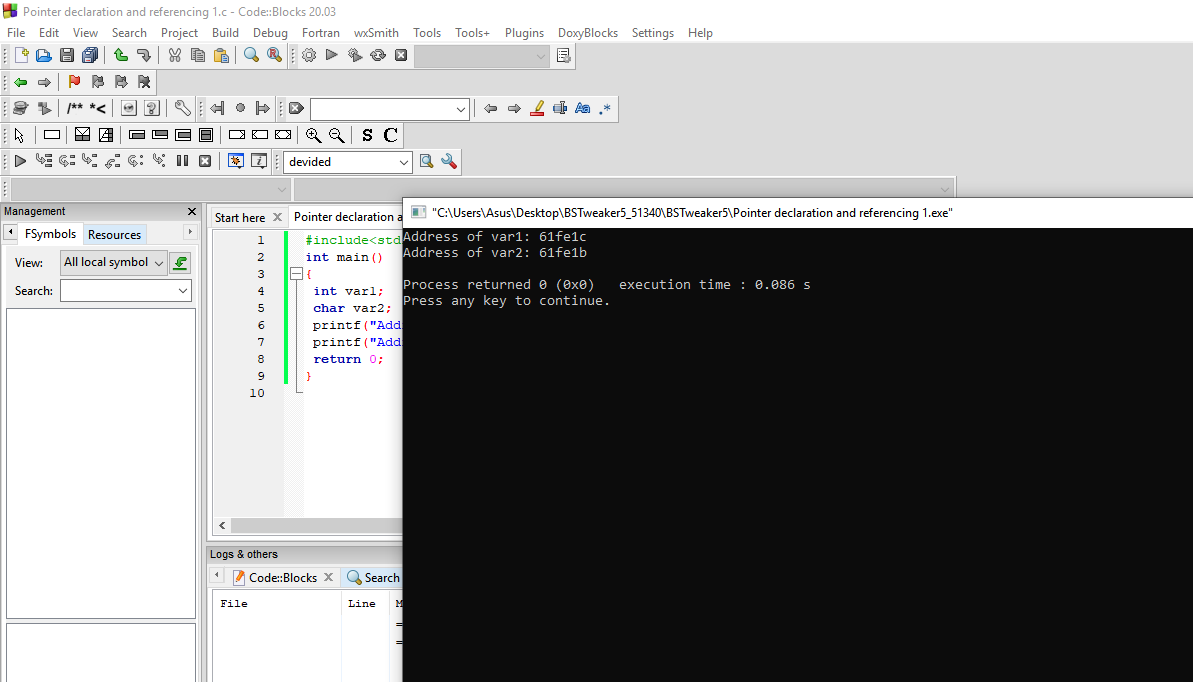 Pointer declaration and referencing 1.c - Code::Blocks 20.03
File Edit View Search Project Build Debug Fortran wxSmith Tools Tools+ Plugins DoxyBlocks Settings Help
/** *<
Aa .*
S C
devided
Management
FSymbols Resources
View: All local symbol
Search:
Start here Pointer declaration a
1 #include<std
2 int main()
3 {
4 int var1;
5 char var2;
6 printf("Add
7 printf("Add
8 return 0;
9 }
10
Logs & others
Code::Blocks Search
File Line M
=
=
"C:\Users\Asus\Desktop\BSTweaker5_51340\BSTweaker5\Pointer declaration and referencing 1.exe"
Address of var1: 61fe1c
Address of var2: 61fe1b
Process returned 0 (0x0)   execution time : 0.086 s
Press any key to continue.